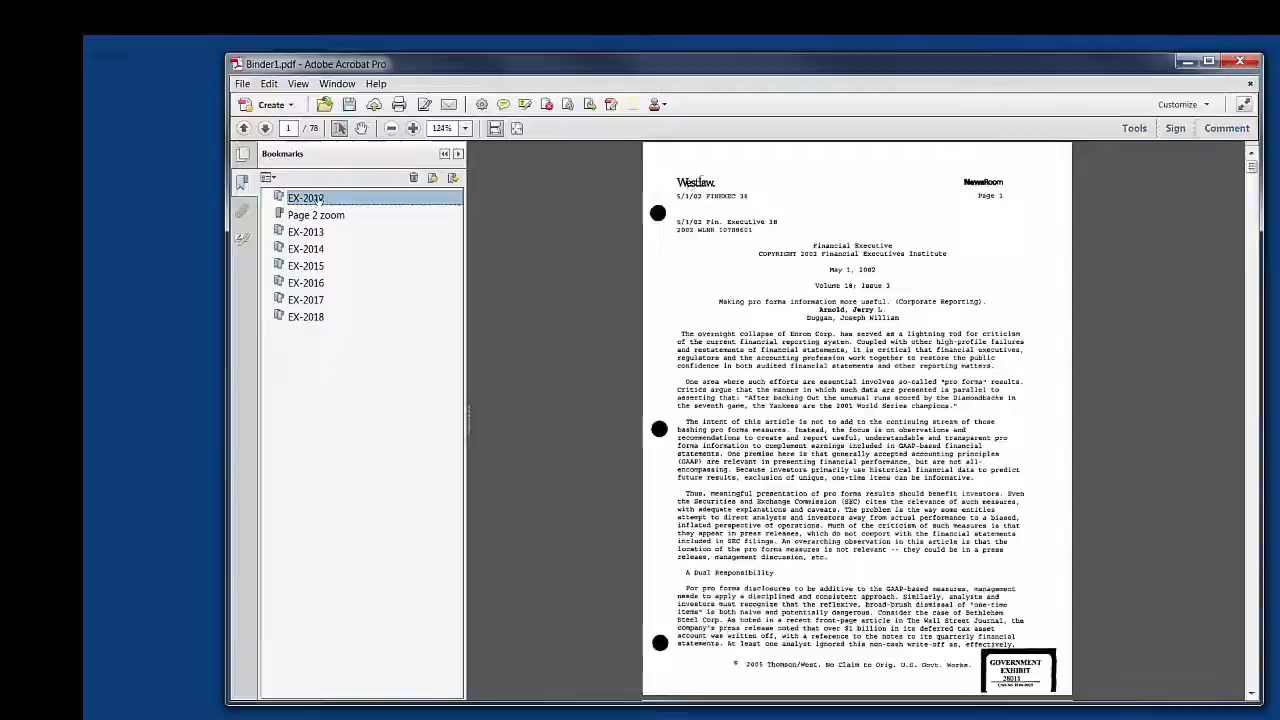 Binder1.pdf - Adobe Acrobat Pro
File Edit View Window Help
Create Customize
1 / 78 124% Tools Sign Comment
Bookmarks
EX-2012
Page 2 zoom
EX-2013
EX-2014
EX-2015
EX-2016
EX-2017
EX-2018
Westlaw. NewsRoom
5/1/02 FINEXEC 38 Page 1
5/1/02 Fin. Executive 38
2002 WLNR 10788601
Financial Executive
COPYRIGHT 2002 Financial Executives Institute
May 1, 2002
Volume 18; Issue 3
Making pro forma information more useful. (Corporate Reporting).
Arnold, Jerry L.
Duggan, Joseph William
The overnight collapse of Enron Corp. has served as a lightning rod for criticism
of the current financial reporting system. Coupled with other high-profile failures
and restatements of financial statements, it is critical that financial executives,
regulators and the accounting profession work together to restore the public
confidence in both audited financial statements and other reporting matters.
One area where such efforts are essential involves so-called "pro forma" results.
Critics argue that the manner in which such data are presented is parallel to
asserting that: "After backing Out the unusual runs scored by the Diamondbacks in
the seventh game, the Yankees are the 2001 World Series champions."
The intent of this article is not to add to the continuing stream of those
bashing pro forma measures. Instead, the focus is on observations and
recommendations to create and report useful, understandable and transparent pro
forma information to complement earnings included in GAAP-based financial
statements. One premise here is that generally accepted accounting principles
(GAAP) are relevant in presenting financial performance, but are not all-
encompassing. Because investors primarily use historical financial data to predict
future results, exclusion of unique, one-time items can be informative.
Thus, meaningful presentation of pro forma results should benefit investors. Even
the Securities and Exchange Commission (SEC) cites the relevance of such measures,
with adequate explanations and caveats. The problem is the way some entities
attempt to direct analysts and investors away from actual performance to a biased,
inflated perspective of operations. Much of the criticism of such measures is that
they appear in press releases, which do not comport with the financial statements
included in SEC filings. An overarching observation in this article is that the
location of the pro forma measures is not relevant -- they could be in a press
release, management discussion, etc.
A Dual Responsibility
For pro forma disclosures to be additive to the GAAP-based measures, management
needs to apply a disciplined and consistent approach. Similarly, analysts and
investors must recognize that the reflexive, broad-brush dismissal of "one-time
items" is both naive and potentially dangerous. Consider the case of Bethlehem
Steel Corp. As noted in a recent front-page article in The Wall Street Journal, the
company's press release noted that over $1 billion in its deferred tax asset
account was written off, with a reference to the notes to its quarterly financial
statements. At least one analyst ignored this non-cash write-off as, effectively,
© 2005 Thomson/West. No Claim to Orig. U.S. Govt. Works.
GOVERNMENT
EXHIBIT